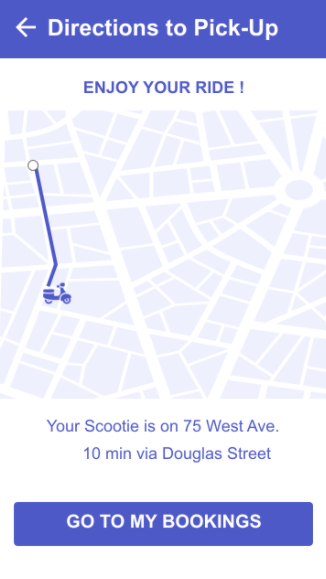 Directions to Pick-Up
ENJOY YOUR RIDE !
Your Scootie is on 75 West Ave.
10 min via Douglas Street
GO TO MY BOOKINGS